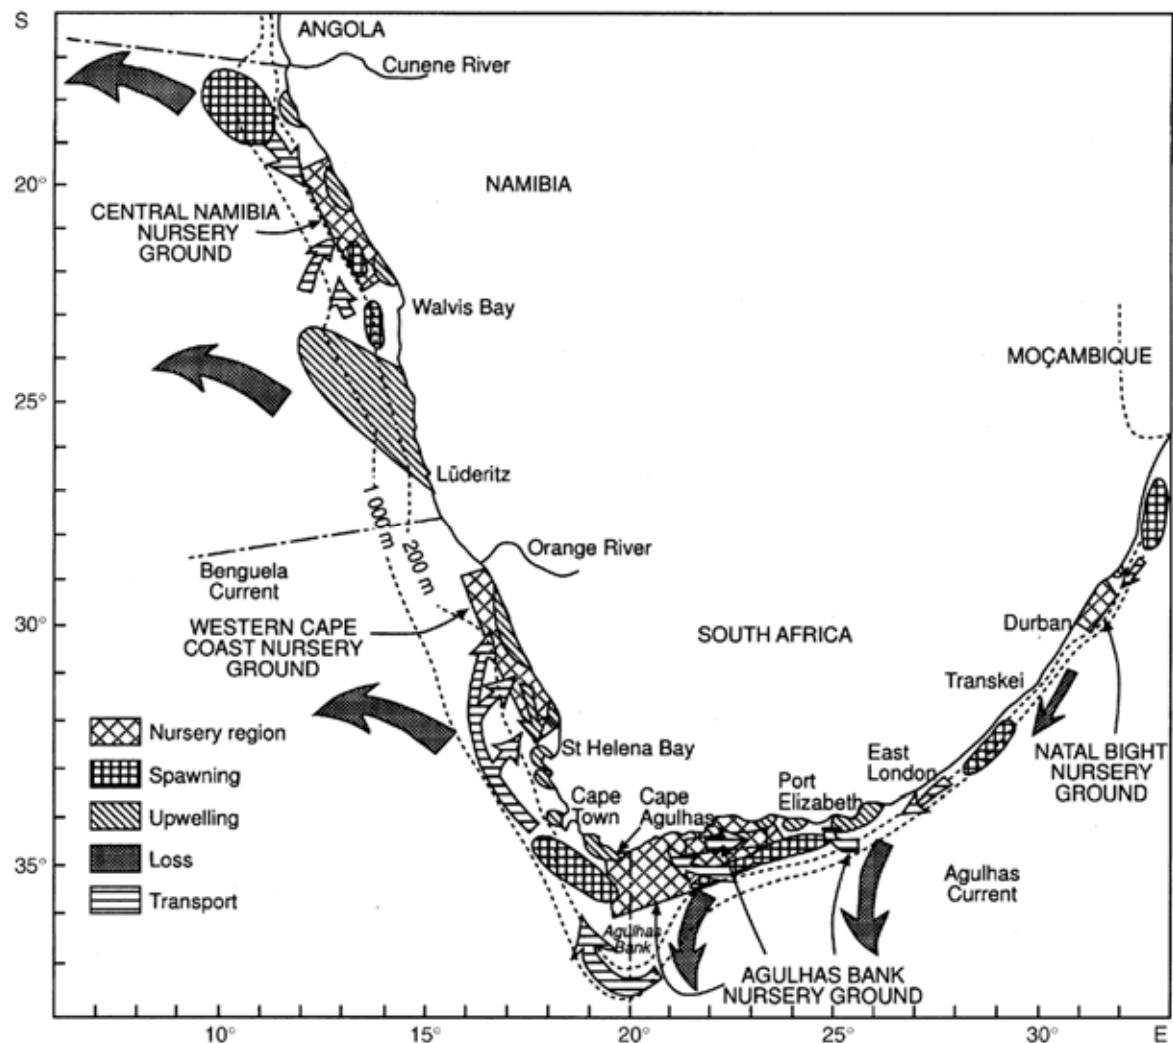 S
ANGOLA
Cunene River
20°
NAMIBIA
CENTRAL NAMIBIA
NURSERY
GROUND
Walvis Bay
MOÇAMBIQUE
25°
Lüderitz
1 000 m
200 m
Orange River
Benguela
Current
30°
WESTERN CAPE
COAST NURSERY
GROUND
SOUTH AFRICA
Durban
Transkei
Nursery region
Spawning
Upwelling
Loss
Transport
St Helena Bay
East
London
NATAL BIGHT
NURSERY
GROUND
Cape
Town
Cape
Agulhas
Port
Elizabeth
35°
Agulhas
Current
Agulhas
Bank
AGULHAS BANK
NURSERY GROUND
10°
15°
20°
25°
30°
E